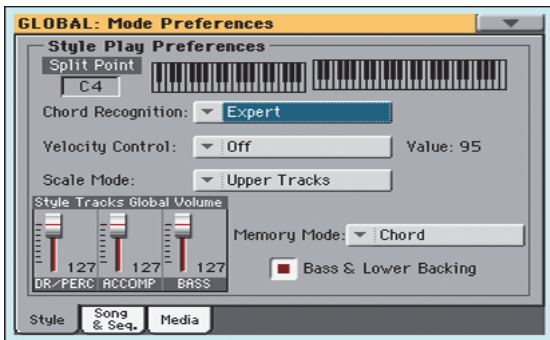 GLOBAL: Mode Preferences
Style Play Preferences
Split Point
C4
Chord Recognition: Expert
Velocity Control: Off Value: 95
Scale Mode: Upper Tracks
Style Tracks Global Volume
Memory Mode: Chord
127 127 127
Bass & Lower Backing
DR/PERC ACCOMP BASS
Style Song & Seq. Media